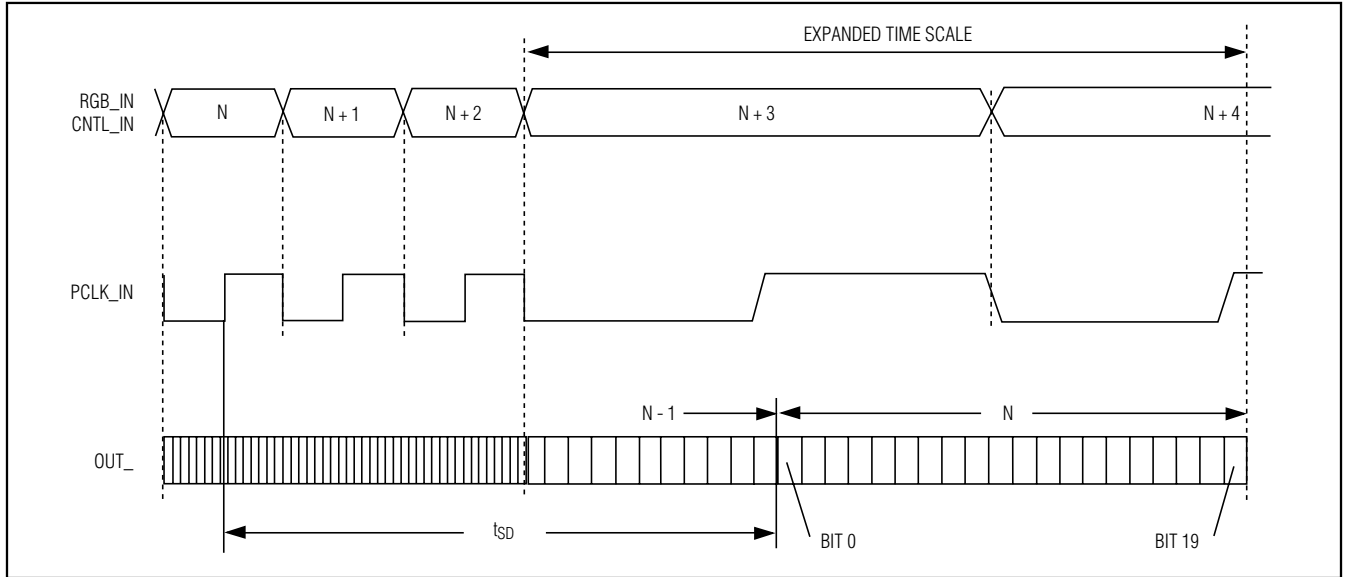 EXPANDED TIME SCALE
RGB_IN
CNTL_IN
N
N + 1
N + 2
N + 3
N + 4
PCLK_IN
N - 1
N
OUT_
tSD
BIT 0
BIT 19